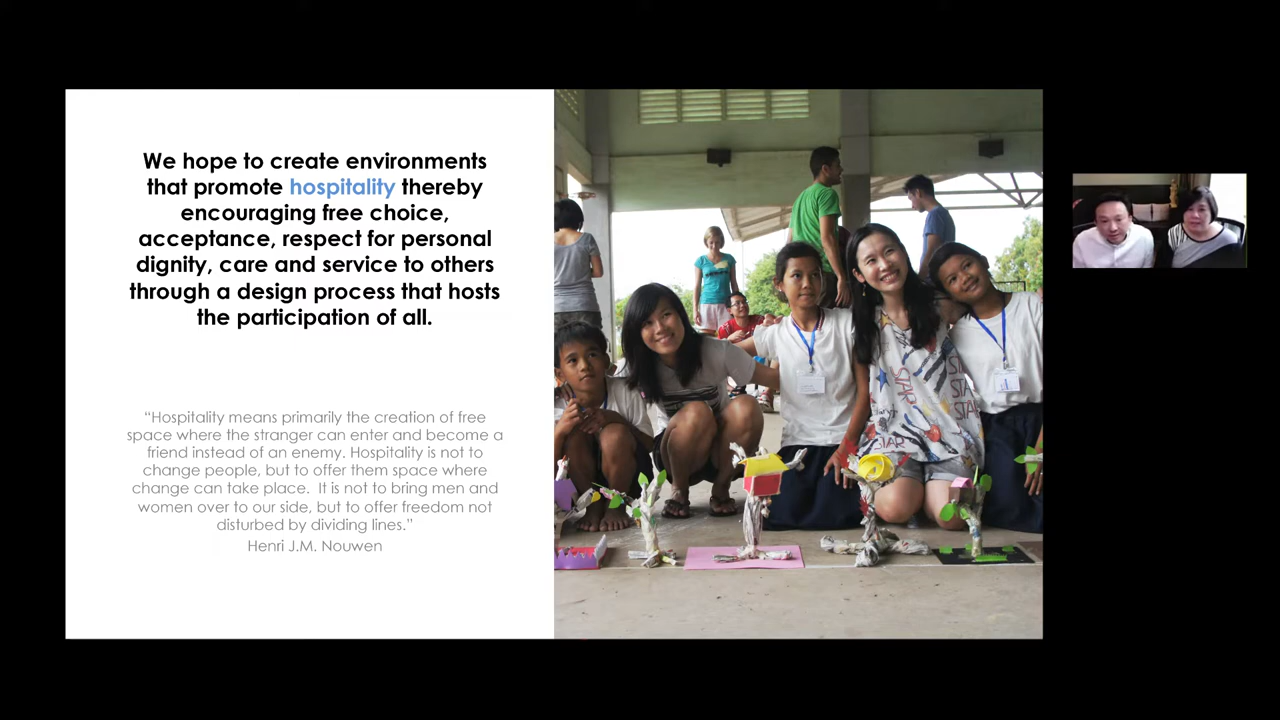 We hope to create environments
that promote hospitality thereby
encouraging free choice,
acceptance, respect for personal
dignity, care and service to others
through a design process that hosts
the participation of all.
“Hospitality means primarily the creation of free
space where the stranger can enter and become a
friend instead of an enemy. Hospitality is not to
change people, but to offer them space where
change can take place. It is not to bring men and
women over to our side, but to offer freedom not
disturbed by dividing lines.”
Henri J.M. Nouwen
STAR
STAR
STAR
STAR